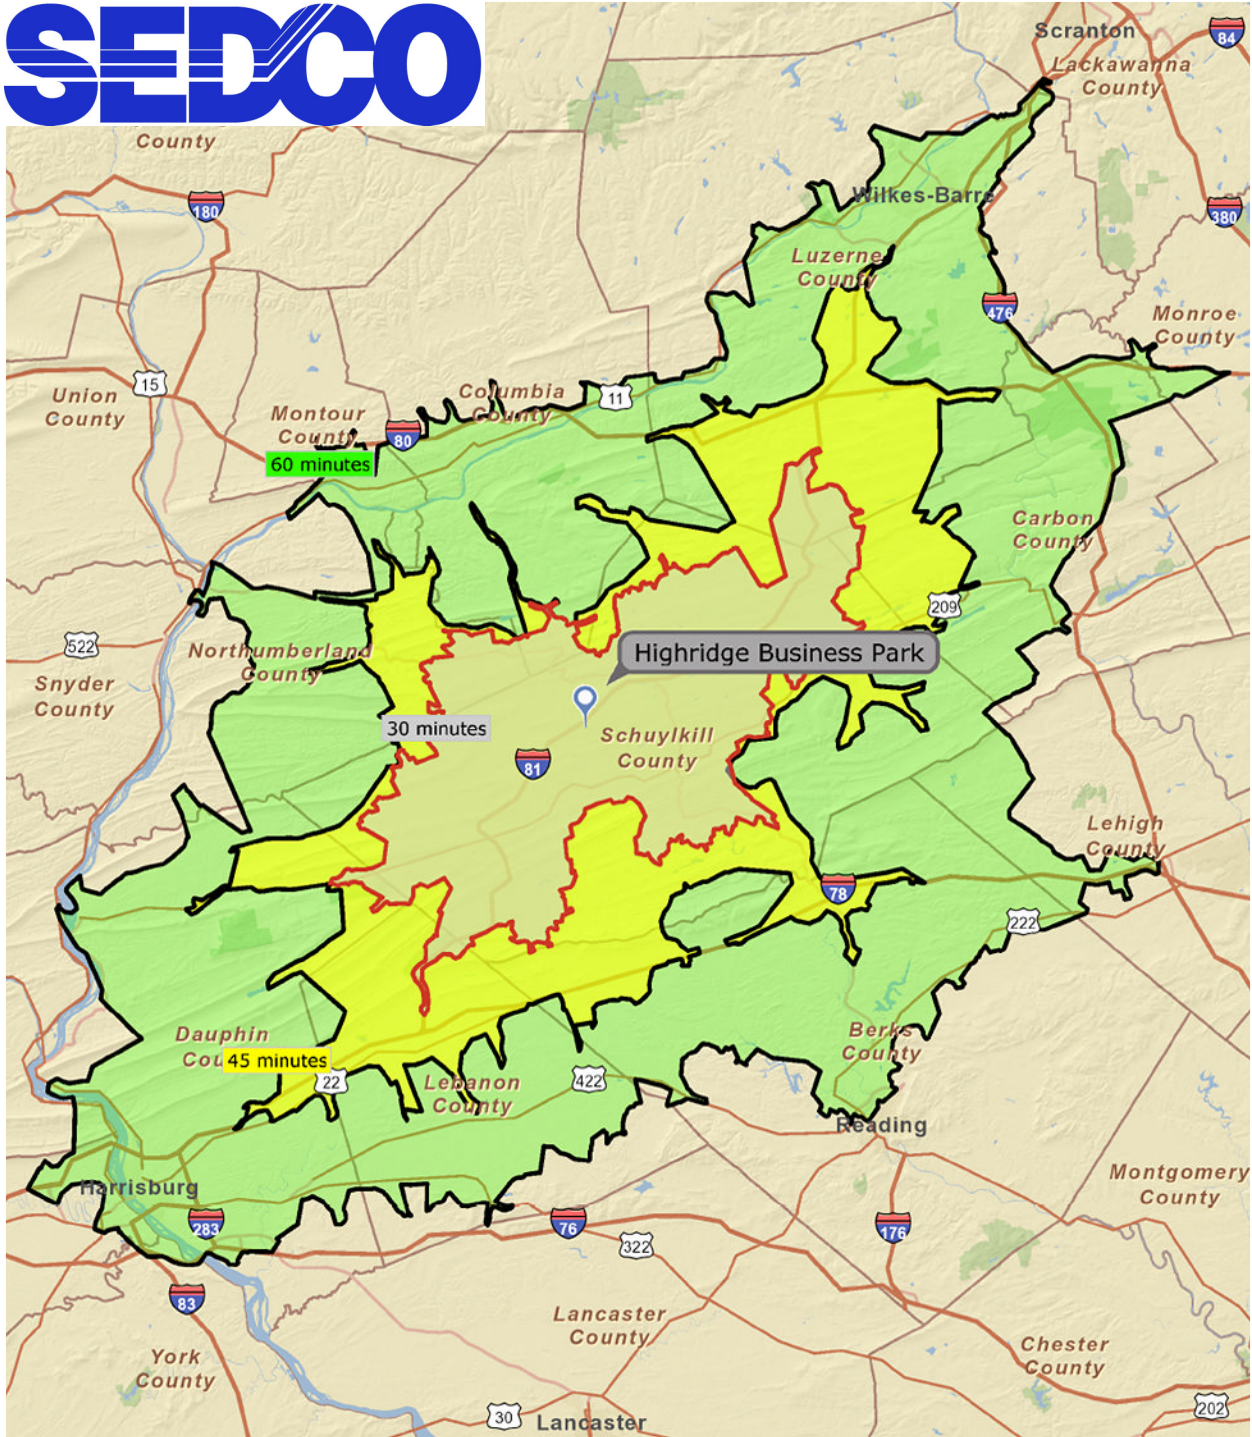 SEDCO
Scranton
84
Lackawanna
County
County
180
Wilkes-Barre
380
Luzerne
County
476
Monroe
County
15
Union
County
Columbia
County
11
Montour
County
80
60 minutes
Carbon
County
209
522
Northumberland
County
Highridge Business Park
Snyder
County
30 minutes
Schuylkill
County
81
Lehigh
County
78
222
Dauphin
Cou
45 minutes
Berks
County
22
Lebanon
County
422
Reading
Harrisburg
Montgomery
County
283
76
176
322
83
Lancaster
County
York
County
Chester
County
30
Lancaster
202